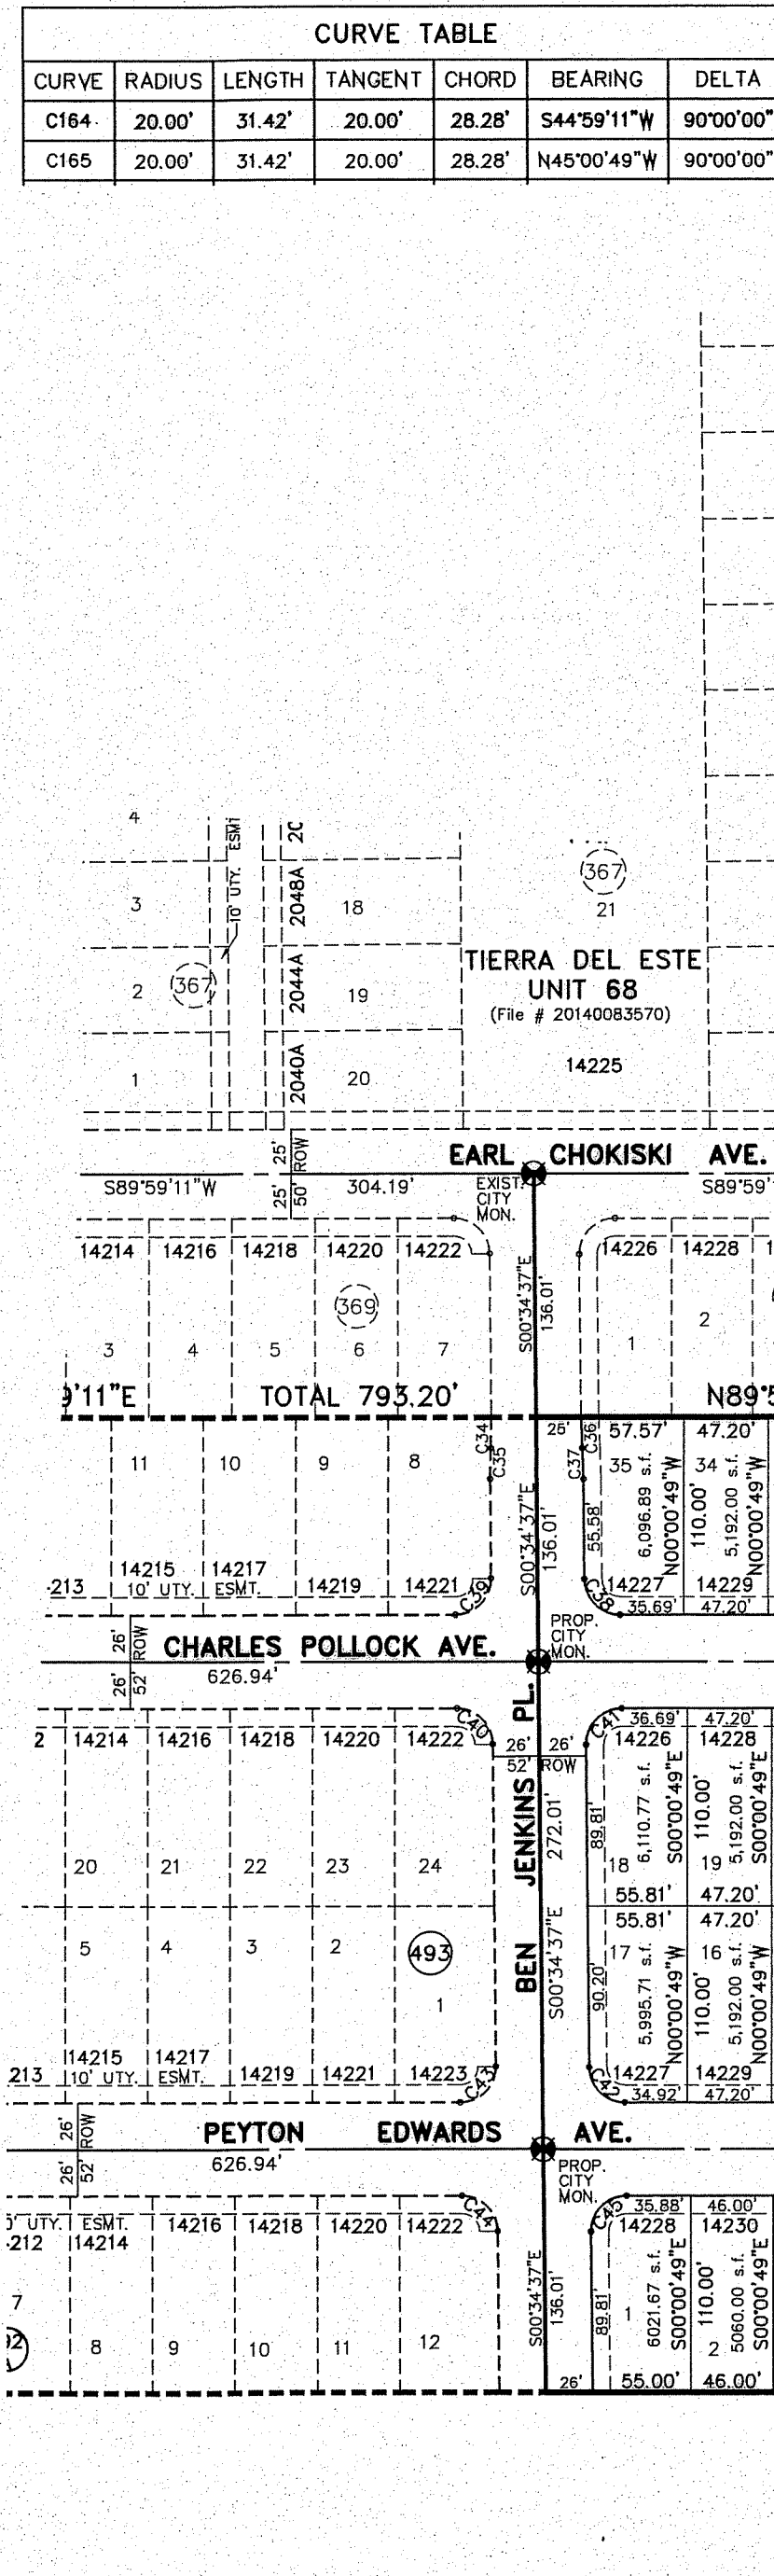 CURVE TABLE
CURVE RADIUS LENGTH TANGENT CHORD BEARING DELTA
C164 20.00' 31.42' 20.00' 28.28' S44°59'11"W 90°00'00"
C165 20.00' 31.42' 20.00' 28.28' N45°00'49"W 90°00'00"
4
10' UTY. ESMT
3
2048A
18
367
21
TIERRA DEL ESTE
UNIT 68
(File # 20140083570)
2
367
2044A
19
1
2040A
20
14225
25' ROW
EARL CHOKISKI AVE.
S89°59'11"W
25' 50'
304.19'
EXIST.
CITY
MON.
S89°59'
14214 14216 14218 14220 14222
14226 14228
369
S00°34'37"E
136.01'
3 4 5 6 7
1 2
9'11"E
TOTAL 793.20'
N89°5
C34
C35
25'
C37
C36
57.57' 47.20'
11 10 9 8
35 34
6,096.89 s.f.
N00°00'49"W
110.00'
5,192.00 s.f.
N00°00'49"W
S00°34'37"E
136.01'
55.58'
14215 14217
213 10' UTY. ESMT. 14219 14221
C39
C38
14227 14229
35.69' 47.20'
26' ROW
PROP.
CITY
MON.
CHARLES POLLOCK AVE.
26' 52'
626.94'
C40
C41
36.69' 47.20'
2 14214 14216 14218 14220 14222
26' 26'
52' ROW
14226 14228
BEN JENKINS PL.
272.01'
S00°34'37"E
89.81'
6,110.77 s.f.
S00°00'49"E
110.00'
5,192.00 s.f.
S00°00'49"E
20 21 22 23 24
18 19
55.81' 47.20'
55.81' 47.20'
5 4 3 2
493
17 16
1
90.20'
5,995.71 s.f.
N00°00'49"W
110.00'
5,192.00 s.f.
N00°00'49"W
14215 14217
213 10' UTY. ESMT. 14219 14221 14223
C43
C42
14227 14229
34.92' 47.20'
26' ROW
PEYTON EDWARDS AVE.
26' 52'
626.94'
PROP.
CITY
MON.
C44
C45
35.88' 46.00'
UTY. ESMT.
212 14214
14216 14218 14220 14222
14228 14230
S00°34'37"E
136.01'
89.81'
6021.67 s.f.
S00°00'49"E
110.00'
5060.00 s.f.
S00°00'49"E
7
8 9 10 11 12
1 2
26'
55.00' 46.00'